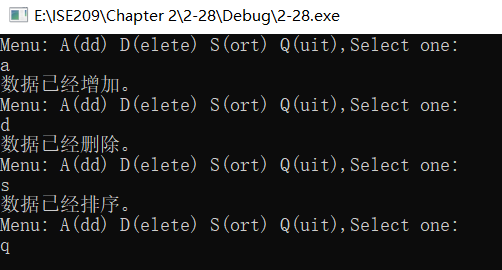 E:\ISE209\Chapter 2\2-28\Debug\2-28.exe
Menu: A(dd) D(elete) S(ort) Q(uit),Select one:
a
数据已经增加。
Menu: A(dd) D(elete) S(ort) Q(uit),Select one:
d
数据已经删除。
Menu: A(dd) D(elete) S(ort) Q(uit),Select one:
s
数据已经排序。
Menu: A(dd) D(elete) S(ort) Q(uit),Select one:
q